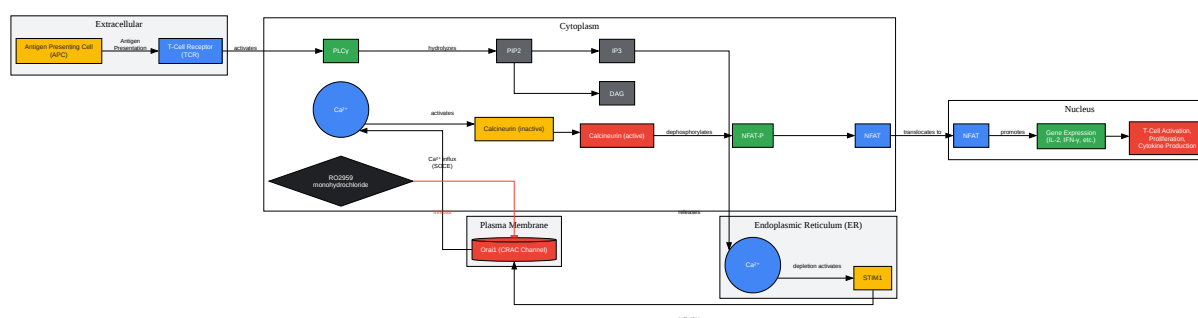 Extracellular
Antigen Presenting Cell
(APC)
Antigen
Presentation
T-Cell Receptor
(TCR)
activates
Cytoplasm
PLCγ
hydrolyzes
PIP2
IP3
DAG
Ca²⁺
activates
Calcineurin (inactive)
Calcineurin (active)
dephosphorylates
NFAT-P
NFAT
translocates to
Nucleus
NFAT
promotes
Gene Expression
(IL-2, IFN-γ, etc.)
T-Cell Activation,
Proliferation,
Cytokine Production
Ca²⁺ Influx
(SOCE)
RO2959
monohydrochloride
releases
Plasma Membrane
Orai1 (CRAC Channel)
Endoplasmic Reticulum (ER)
Ca²⁺
depletion activates
STIM1